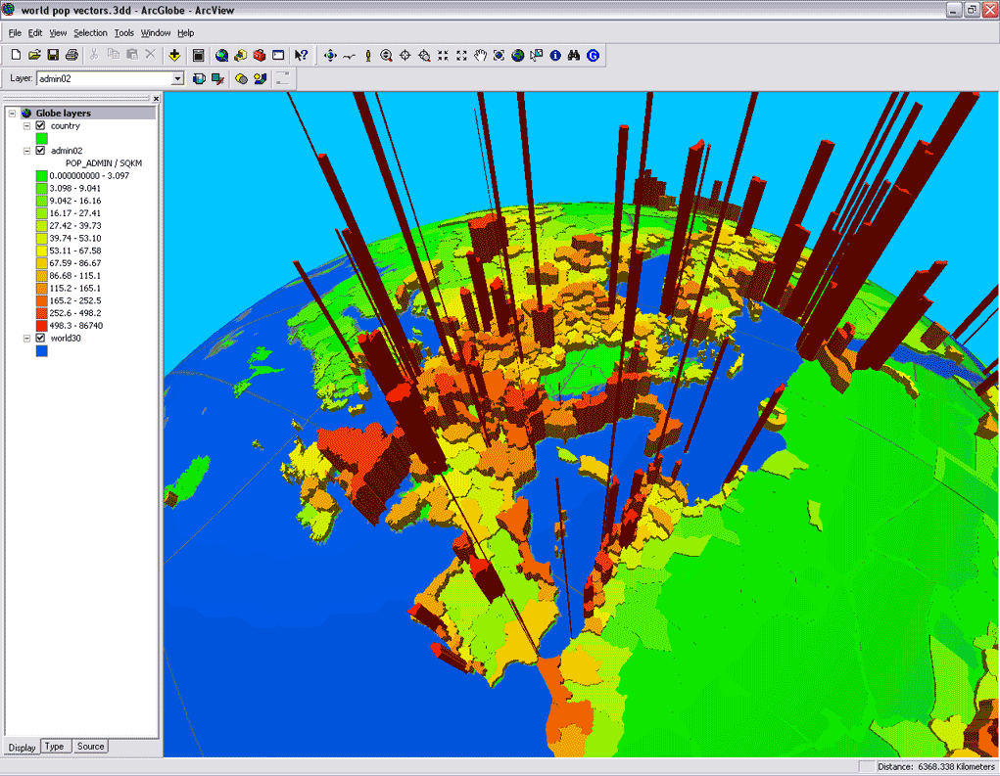 world pop vectors.3dd - ArcGlobe - ArcView
File Edit View Selection Tools Window Help
Layer: admin02
Globe layers
country
admin02
POP_ADMIN / SQKM
0.000000000 - 3.097
3.098 - 9.041
9.042 - 16.16
16.17 - 27.41
27.42 - 39.73
39.74 - 53.10
53.11 - 67.58
67.59 - 86.67
86.68 - 115.1
115.2 - 165.1
165.2 - 252.5
252.6 - 498.2
498.3 - 86740
world30
Display Type Source
Distance: 6368.338 Kilometers